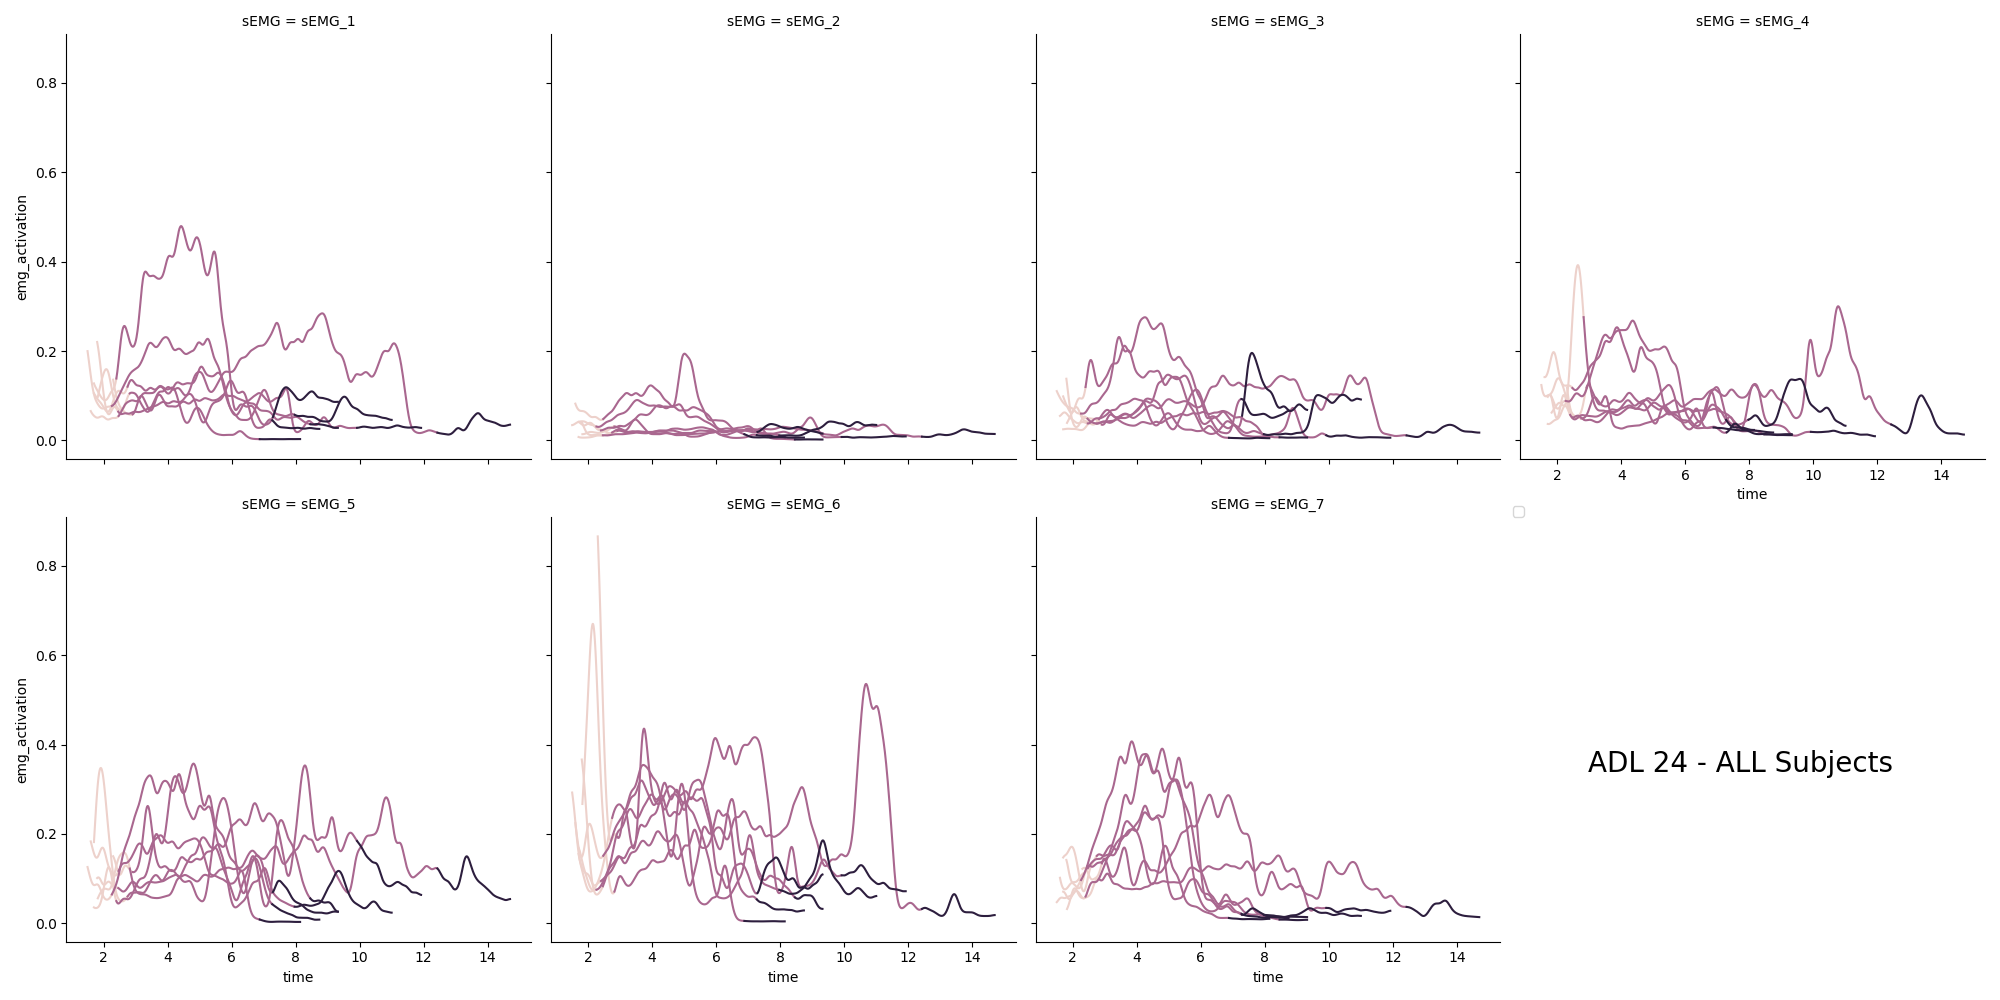 sEMG = sEMG_1
sEMG = sEMG_2
sEMG = sEMG_3
sEMG = sEMG_4
emg_activation
0.8
0.6
0.4
0.2
0.0
2 4 6 8 10 12 14
time
sEMG = sEMG_5
sEMG = sEMG_6
sEMG = sEMG_7
emg_activation
0.8
0.6
0.4
0.2
0.0
ADL 24 - ALL Subjects
2 4 6 8 10 12 14
2 4 6 8 10 12 14
2 4 6 8 10 12 14
time
time
time